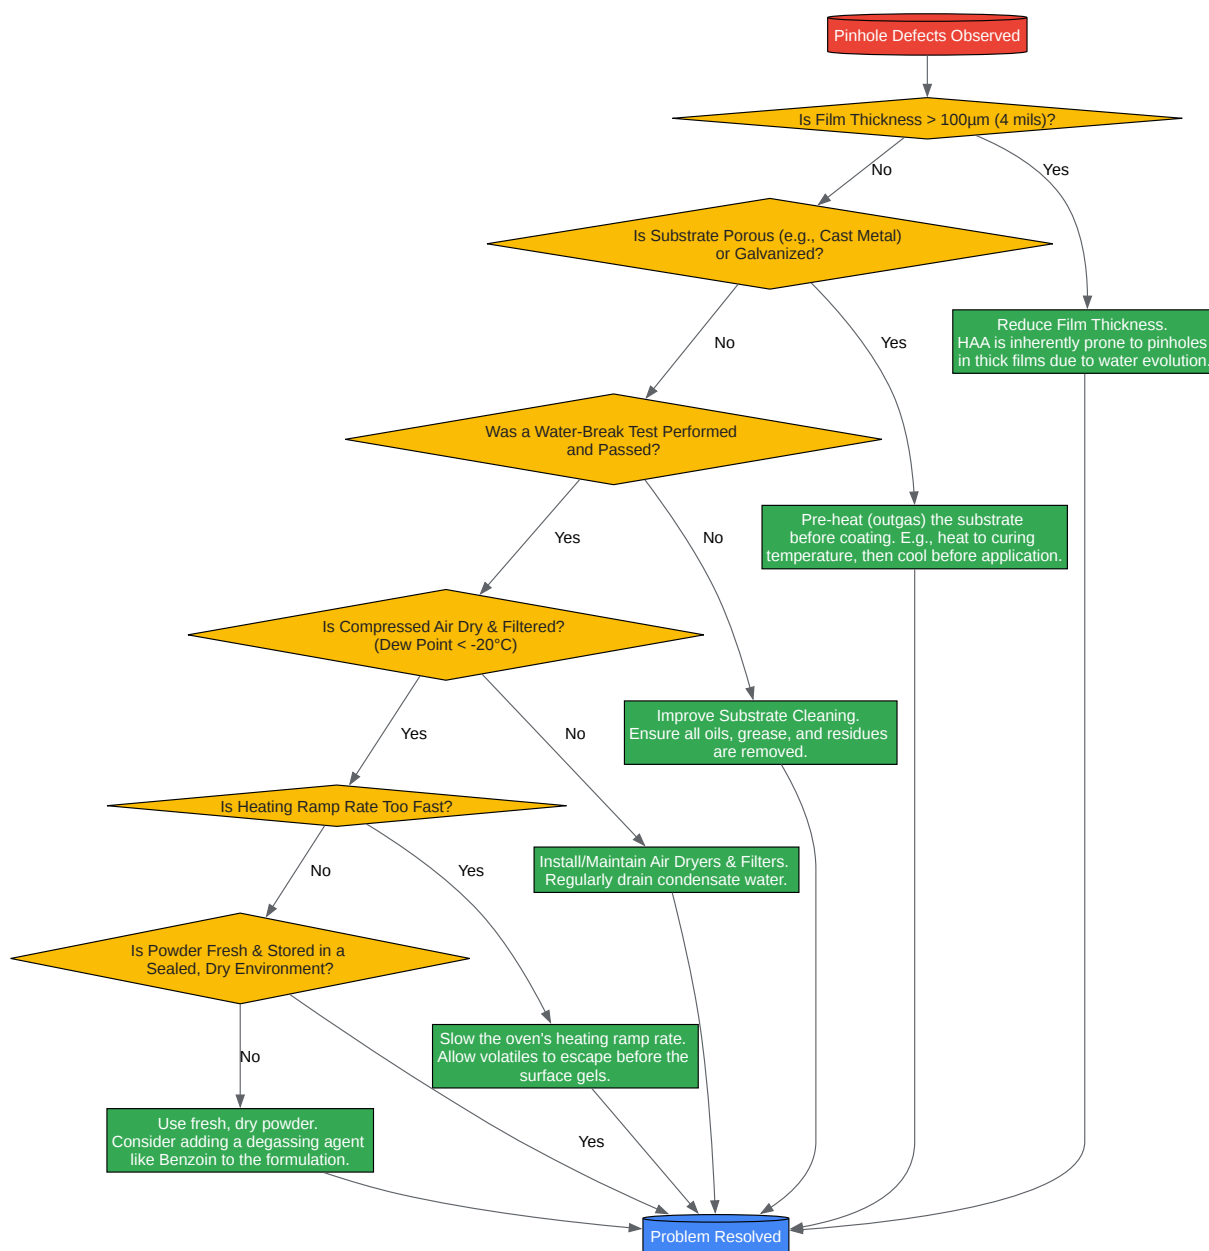 Pinhole Defects Observed
Is Film Thickness > 100µm (4 mils)?
No
Yes
Is Substrate Porous (e.g., Cast Metal)
or Galvanized?
Reduce Film Thickness.
HAA is inherently prone to pinholes
in thick films due to water evolution.
No
Yes
Was a Water-Break Test Performed
and Passed?
Pre-heat (outgas) the substrate
before coating. E.g., heat to curing
temperature, then cool before application.
Yes
No
Is Compressed Air Dry & Filtered?
(Dew Point < -20°C)
Improve Substrate Cleaning.
Ensure all oils, grease, and residues
are removed.
Yes
No
Is Heating Ramp Rate Too Fast?
Install/Maintain Air Dryers & Filters.
Regularly drain condensate water.
No
Yes
Is Powder Fresh & Stored in a
Sealed, Dry Environment?
Slow the oven's heating ramp rate.
Allow volatiles to escape before the
surface gels.
No
Yes
Use fresh, dry powder.
Consider adding a degassing agent
like Benzoin to the formulation.
Problem Resolved